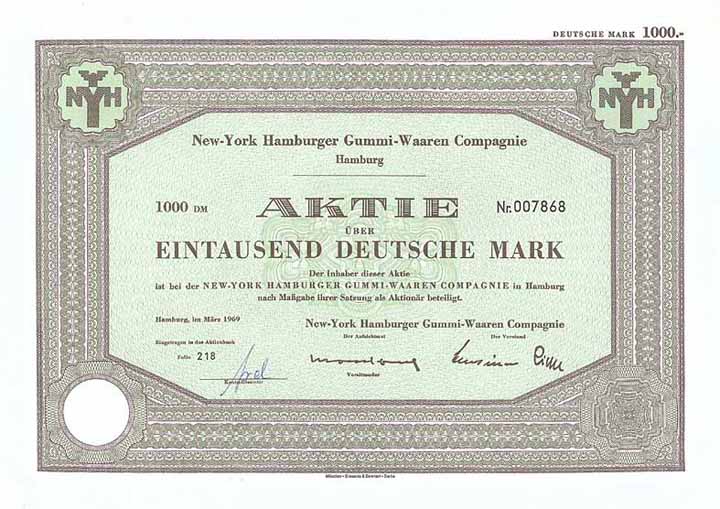 DEUTSCHE MARK 1000.-
NYH NYH
New-York Hamburger Gummi-Waaren Compagnie
Hamburg
1000 DM AKTIE Nr. 007868
ÜBER
EINTAUSEND DEUTSCHE MARK
Der Inhaber dieser Aktie
ist bei der NEW-YORK HAMBURGER GUMMI-WAAREN COMPAGNIE in Hamburg
nach Maßgabe ihrer Satzung als Aktionär beteiligt.
Hamburg, im März 1969 New-York Hamburger Gummi-Waaren Compagnie
Der Aufsichtsrat Der Vorstand
Eingetragen in das Aktienbuch
Folio 218
Kontrollbeamter
Vorsitzender